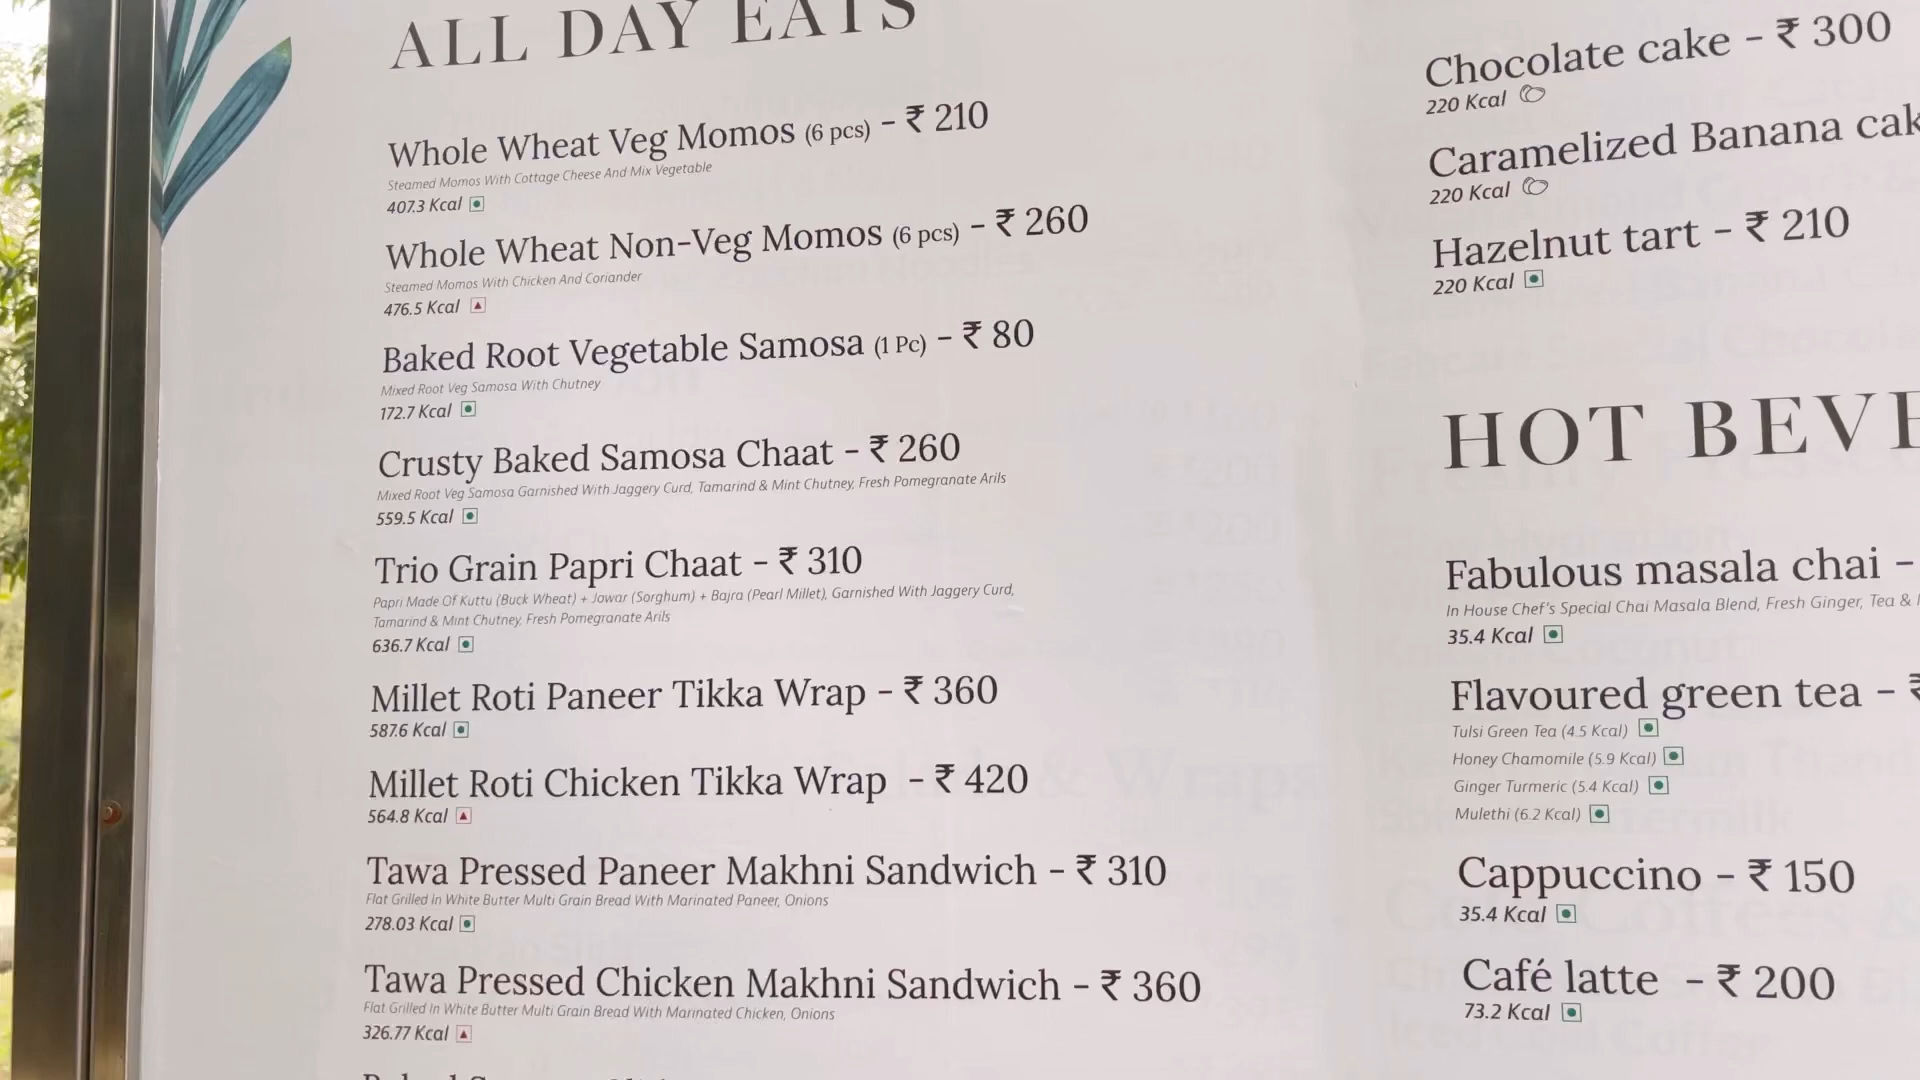 ALL DAY EATS
Whole Wheat Veg Momos (6 pcs) - ₹ 210
Steamed Momos With Cottage Cheese And Mix Vegetable
407.3 Kcal
Whole Wheat Non-Veg Momos (6 pcs) - ₹ 260
Steamed Momos With Chicken And Coriander
476.5 Kcal
Baked Root Vegetable Samosa (1 Pc) - ₹ 80
Mixed Root Veg Samosa With Chutney
172.7 Kcal
Crusty Baked Samosa Chaat - ₹ 260
Mixed Root Veg Samosa Garnished With Jaggery Curd, Tamarind & Mint Chutney, Fresh Pomegranate Arils
559.5 Kcal
Trio Grain Papri Chaat - ₹ 310
Papri Made Of Kuttu (Buck Wheat) + Jowar (Sorghum) + Bajra (Pearl Millet), Garnished With Jaggery Curd,
Tamarind & Mint Chutney, Fresh Pomegranate Arils
636.7 Kcal
Millet Roti Paneer Tikka Wrap - ₹ 360
587.6 Kcal
Millet Roti Chicken Tikka Wrap - ₹ 420
564.8 Kcal
Tawa Pressed Paneer Makhni Sandwich - ₹ 310
Flat Grilled In White Butter Multi Grain Bread With Marinated Paneer, Onions
278.03 Kcal
Tawa Pressed Chicken Makhni Sandwich - ₹ 360
Flat Grilled In White Butter Multi Grain Bread With Marinated Chicken, Onions
326.77 Kcal
Chocolate cake - ₹ 300
220 Kcal
Caramelized Banana cak
220 Kcal
Hazelnut tart - ₹ 210
220 Kcal
HOT BEVE
Fabulous masala chai -
In House Chef's Special Chai Masala Blend, Fresh Ginger, Tea &
35.4 Kcal
Flavoured green tea - ₹
Tulsi Green Tea (4.5 Kcal)
Honey Chamomile (5.9 Kcal)
Ginger Turmeric (5.4 Kcal)
Mulethi (6.2 Kcal)
Cappuccino - ₹ 150
35.4 Kcal
Café latte - ₹ 200
73.2 Kcal